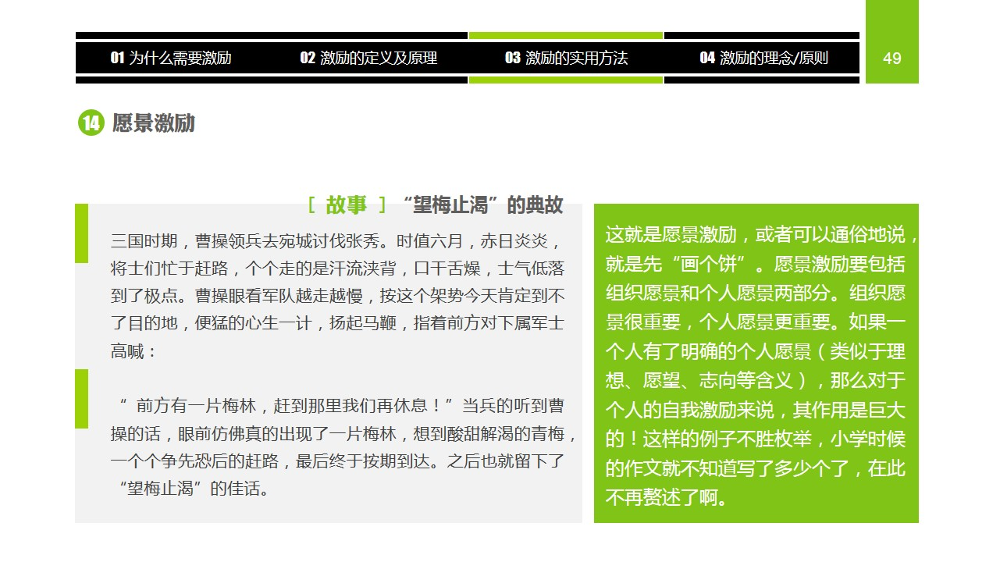 01 为什么需要激励
02 激励的定义及原理
03 激励的实用方法
04 激励的理念/原则
49
14 愿景激励
[ 故事 ] “望梅止渴”的典故
三国时期，曹操领兵去宛城讨伐张秀。时值六月，赤日炎炎，
将士们忙于赶路，个个走的是汗流浃背，口干舌燥，士气低落
到了极点。曹操眼看军队越走越慢，按这个架势今天肯定到不
了目的地，便猛的心生一计，扬起马鞭，指着前方对下属军士
高喊：
“ 前方有一片梅林，赶到那里我们再休息！”当兵的听到曹
操的话，眼前仿佛真的出现了一片梅林，想到酸甜解渴的青梅，
一个个争先恐后的赶路，最后终于按期到达。之后也就留下了
“望梅止渴”的佳话。
这就是愿景激励，或者可以通俗地说，
就是先“画个饼”。愿景激励要包括
组织愿景和个人愿景两部分。组织愿
景很重要，个人愿景更重要。如果一
个人有了明确的个人愿景（类似于理
想、愿望、志向等含义），那么对于
个人的自我激励来说，其作用是巨大
的！这样的例子不胜枚举，小学时候
的作文就不知道写了多少个了，在此
不再赘述了啊。